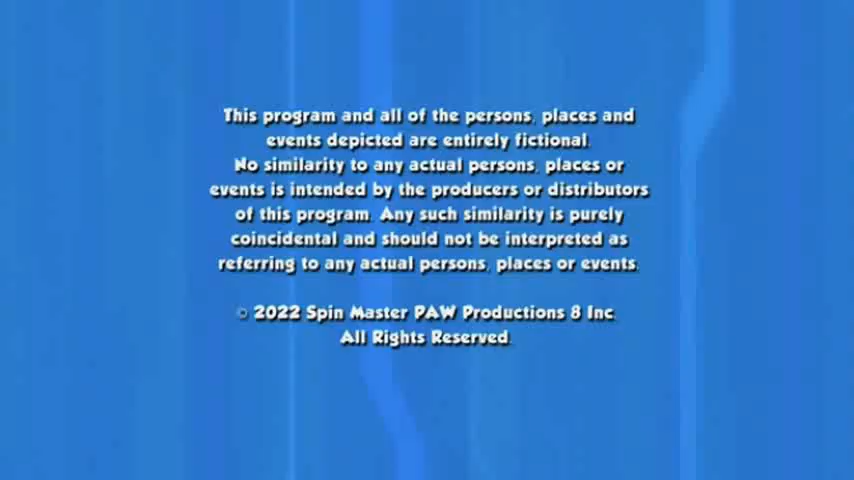 This program and all of the persons, places and
events depicted are entirely fictional.
No similarity to any actual persons, places or
events is intended by the producers or distributors
of this program. Any such similarity is purely
coincidental and should not be interpreted as
referring to any actual persons, places or events.
© 2022 Spin Master PAW Productions 8 Inc.
All Rights Reserved.